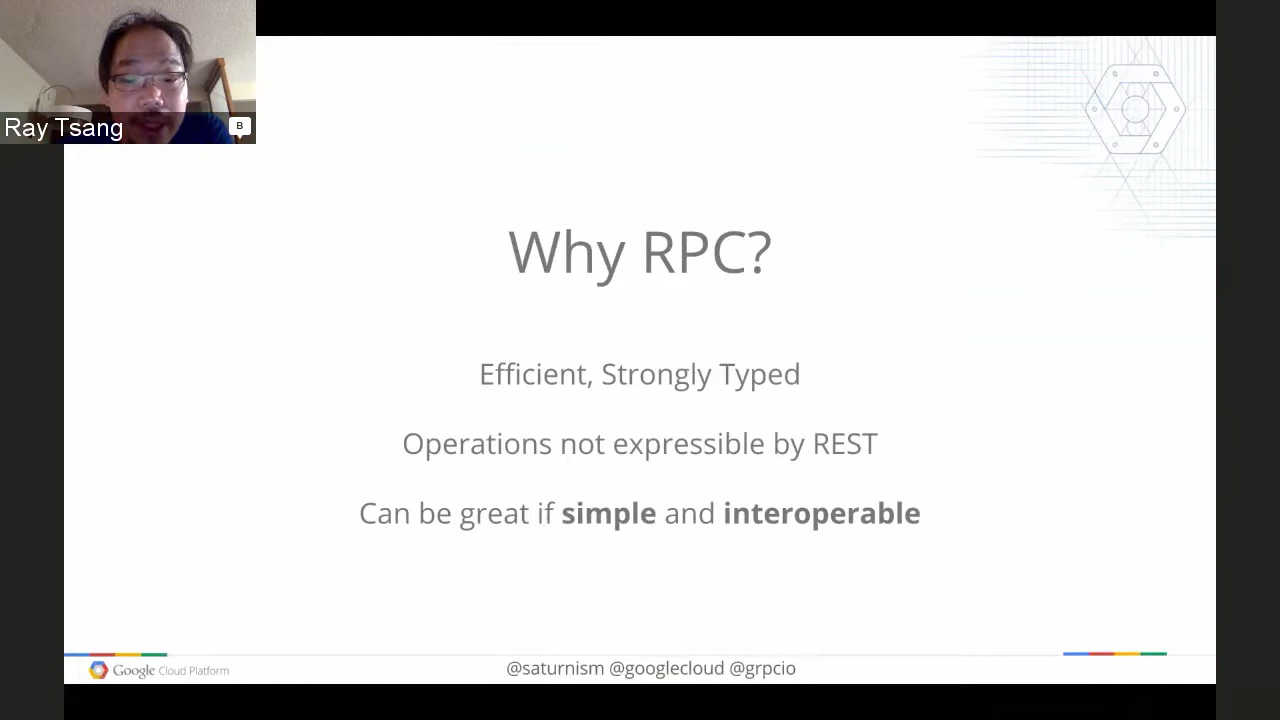 Ray Tsang
B
Why RPC?
Efficient, Strongly Typed
Operations not expressible by REST
Can be great if simple and interoperable
Google Cloud Platform
@saturnism @googlecloud @grpcio